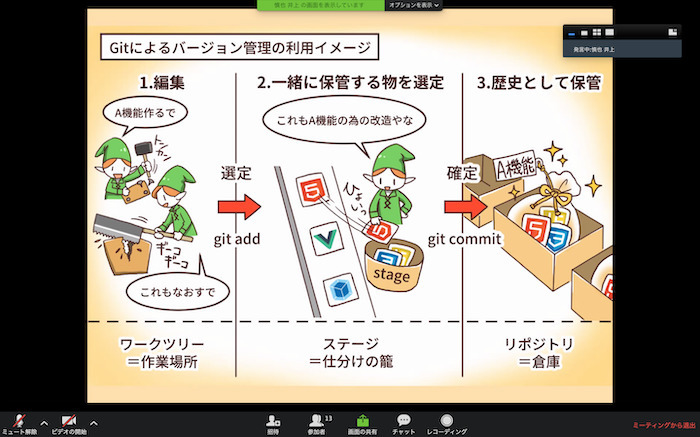 慎也 井上 の画面を表示しています
オプションを表示
発言中:慎也 井上
Gitによるバージョン管理の利用イメージ
1.編集
2.一緒に保管する物を選定
3.歴史として保管
A機能作るで
トンカン
ギーコ
ギーコ
これもなおすで
選定
git add
これもA機能の為の改造やな
ひょいっ
5
5
3
stage
確定
git commit
A機能
5
3
ワークツリー
＝作業場所
ステージ
＝仕分けの籠
リポジトリ
＝倉庫
ミュート解除
ビデオの開始
招待
13
参加者
画面の共有
チャット
レコーディング
ミーティングから退出